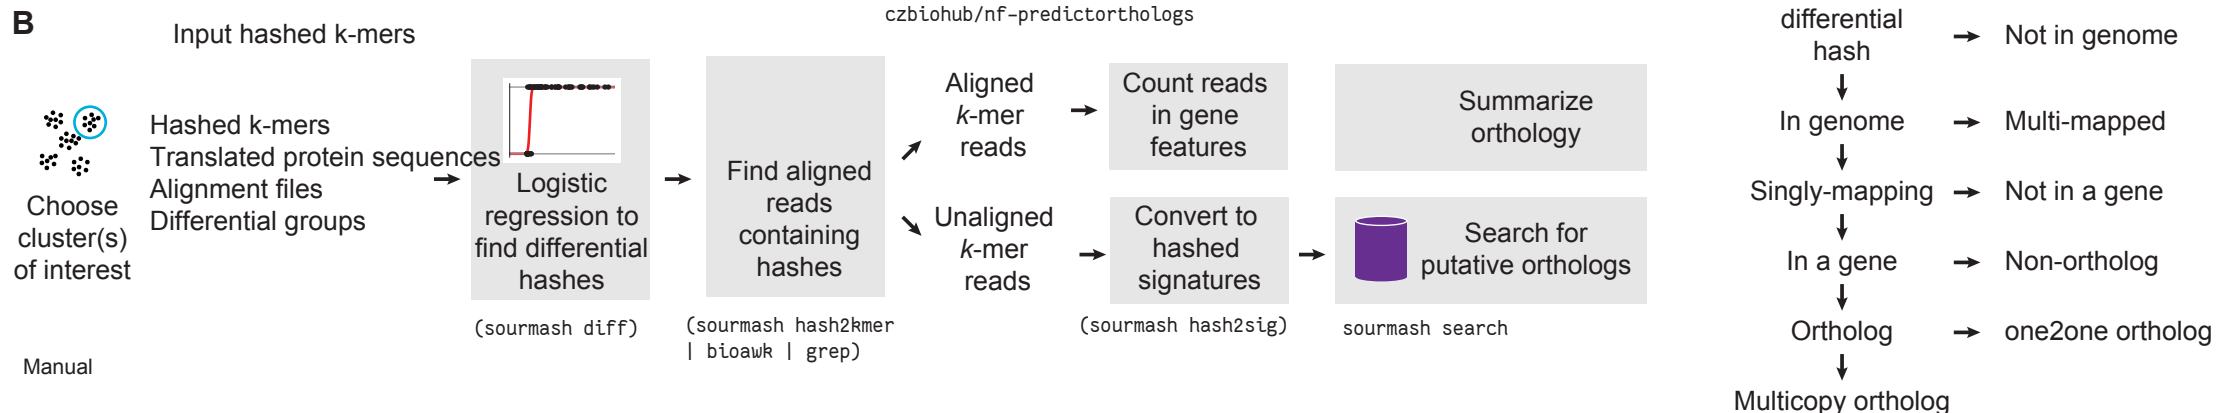 B
Input hashed k-mers
czbiohub/nf-predictorthologs
Choose
cluster(s)
of interest
Manual
Hashed k-mers
Translated protein sequences
Alignment files
Differential groups
Logistic
regression to
find differential
hashes
(sourmash diff)
Find aligned
reads
containing
hashes
(sourmash hash2kmer
| bioawk | grep)
Aligned
k-mer
reads
Unaligned
k-mer
reads
Count reads
in gene
features
Convert to
hashed
signatures
(sourmash hash2sig)
Summarize
orthology
Search for
putative orthologs
sourmash search
differential
hash
Not in genome
In genome
Multi-mapped
Singly-mapping
Not in a gene
In a gene
Non-ortholog
Ortholog
one2one ortholog
Multicopy ortholog